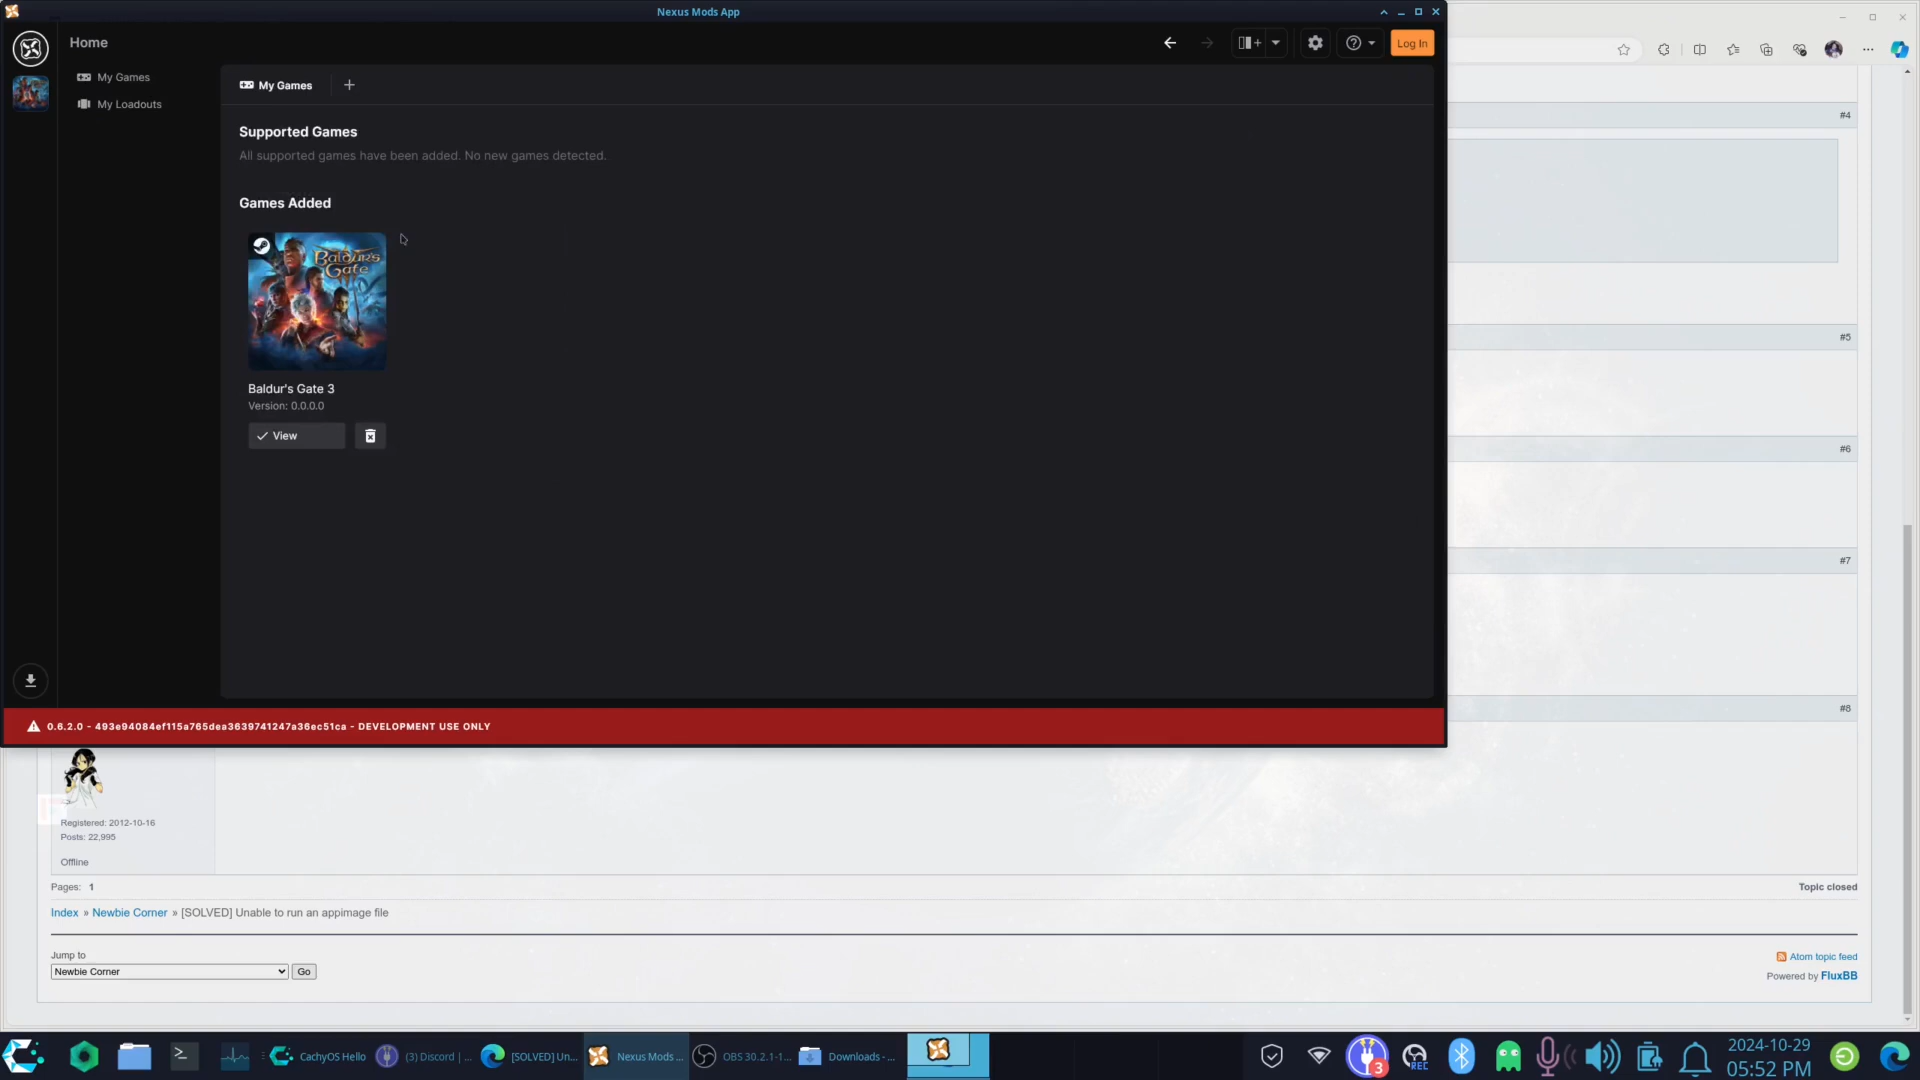 Nexus Mods App
Home
Log In
My Games
My Loadouts
My Games
Supported Games
All supported games have been added. No new games detected.
Games Added
Baldur's
Gate
Baldur's Gate 3
Version: 0.0.0.0
View
0.6.2.0 - 493e94084ef115a765dea3639741247a36ec51ca - DEVELOPMENT USE ONLY
#4
#5
#6
#7
#8
Registered: 2012-10-16
Posts: 22,995
Offline
Pages: 1
Topic closed
Index » Newbie Corner » [SOLVED] Unable to run an appimage file
Jump to
Newbie Corner
Go
Atom topic feed
Powered by FluxBB
CachyOS Hello
(3) Discord | ...
[SOLVED] Un...
Nexus Mods ...
OBS 30.2.1-1...
Downloads - ...
3
REC
2024-10-29
05:52 PM